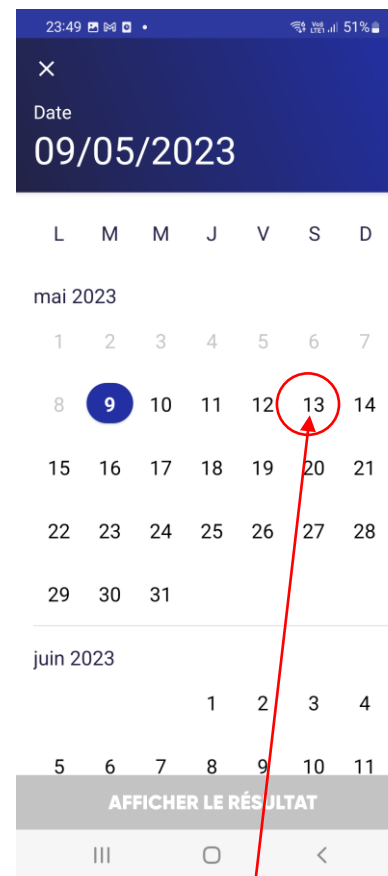 23:49 51%
Date
09/05/2023
L M M J V S D
mai 2023
1 2 3 4 5 6 7
8 9 10 11 12 13 14
15 16 17 18 19 20 21
22 23 24 25 26 27 28
29 30 31
juin 2023
1 2 3 4
5 6 7 8 9 10 11
AFFICHER LE RÉSULTAT